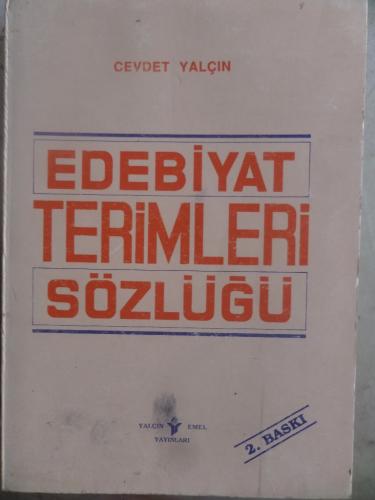 CEVDET YALÇIN
EDEBİYAT
TERİMLERİ
SÖZLÜĞÜ
YALÇIN EMEL
YAYINLARI
2. BASKI